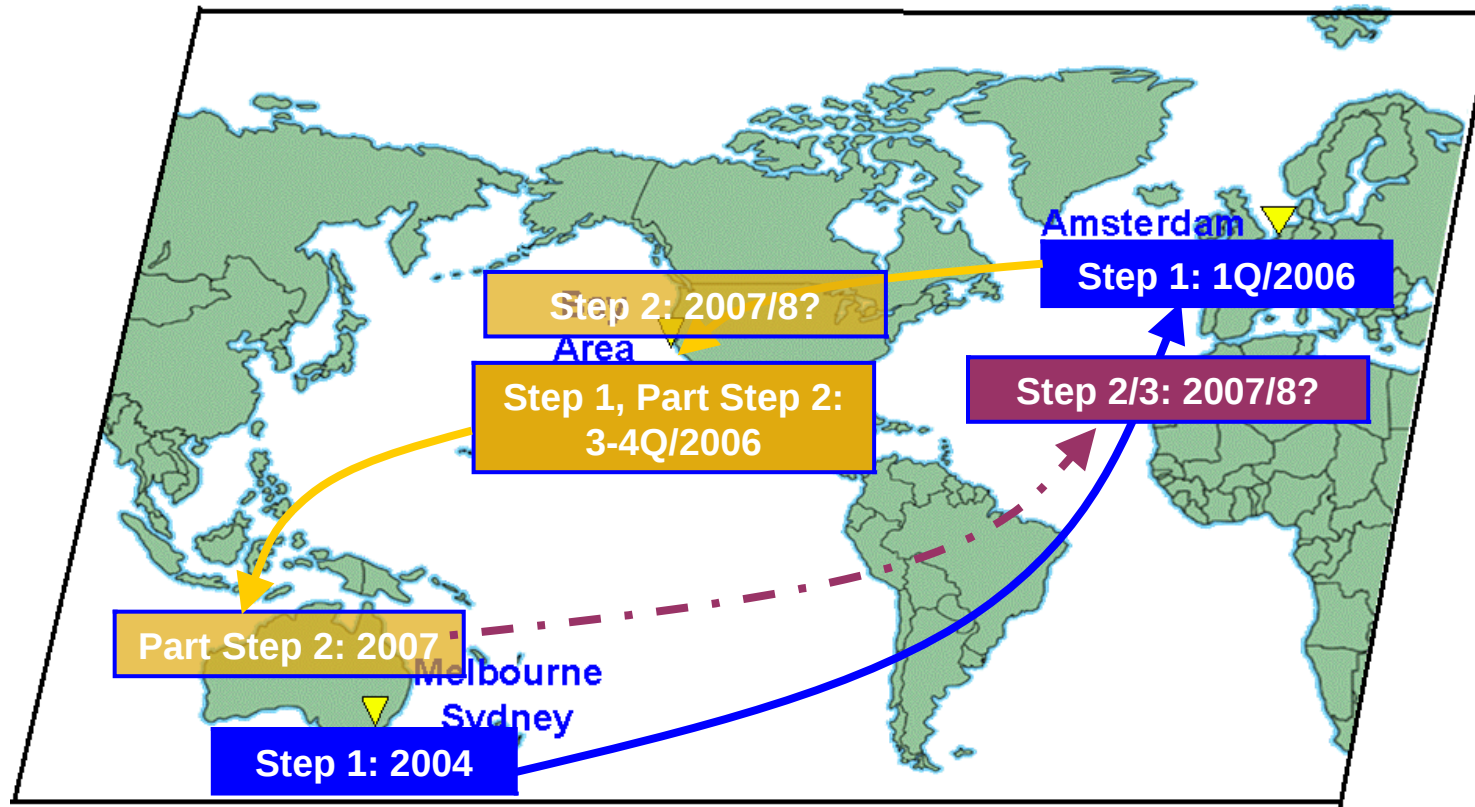 Amsterdam
Step 1: 1Q/2006
Step 2: 2007/8?
Bay
Area
Step 2/3: 2007/8?
Step 1, Part Step 2:
3-4Q/2006
Part Step 2: 2007
Melbourne
Sydney
Step 1: 2004